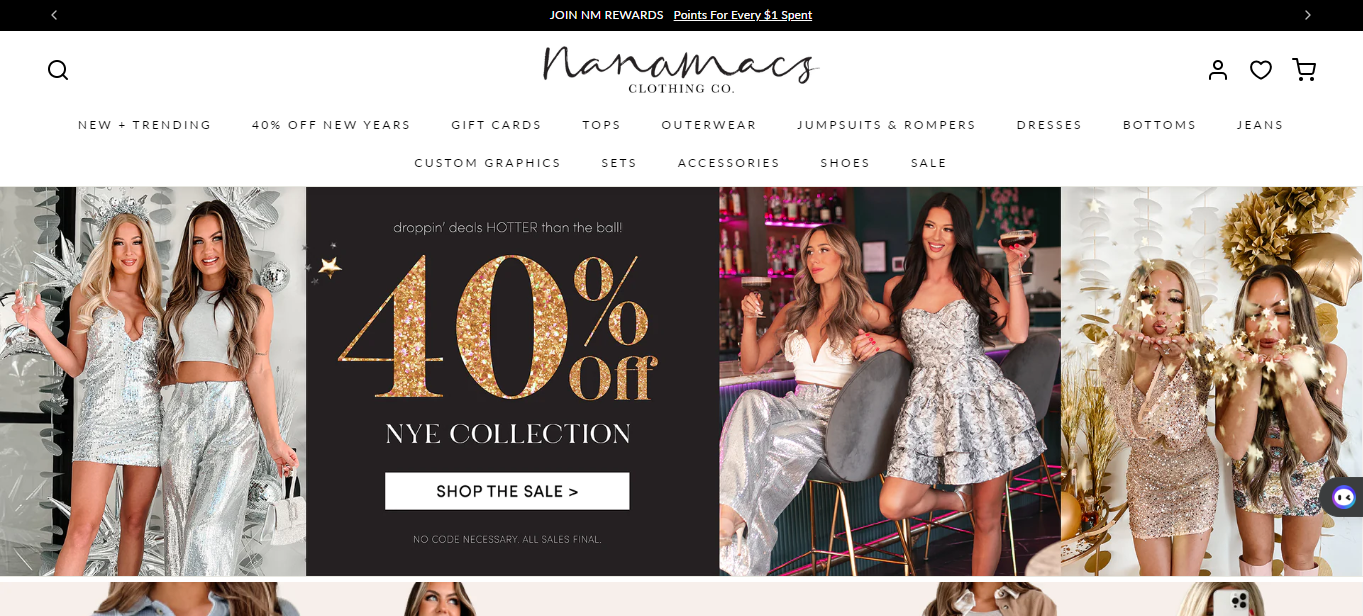 JOIN NM REWARDS Points For Every $1 Spent
Nanamacs
CLOTHING CO.
NEW + TRENDING 40% OFF NEW YEARS GIFT CARDS TOPS OUTERWEAR JUMPSUITS & ROMPERS DRESSES BOTTOMS JEANS
CUSTOM GRAPHICS SETS ACCESSORIES SHOES SALE
droppin' deals HOTTER than the ball!
40% off
NYE COLLECTION
SHOP THE SALE >
NO CODE NECESSARY. ALL SALES FINAL.